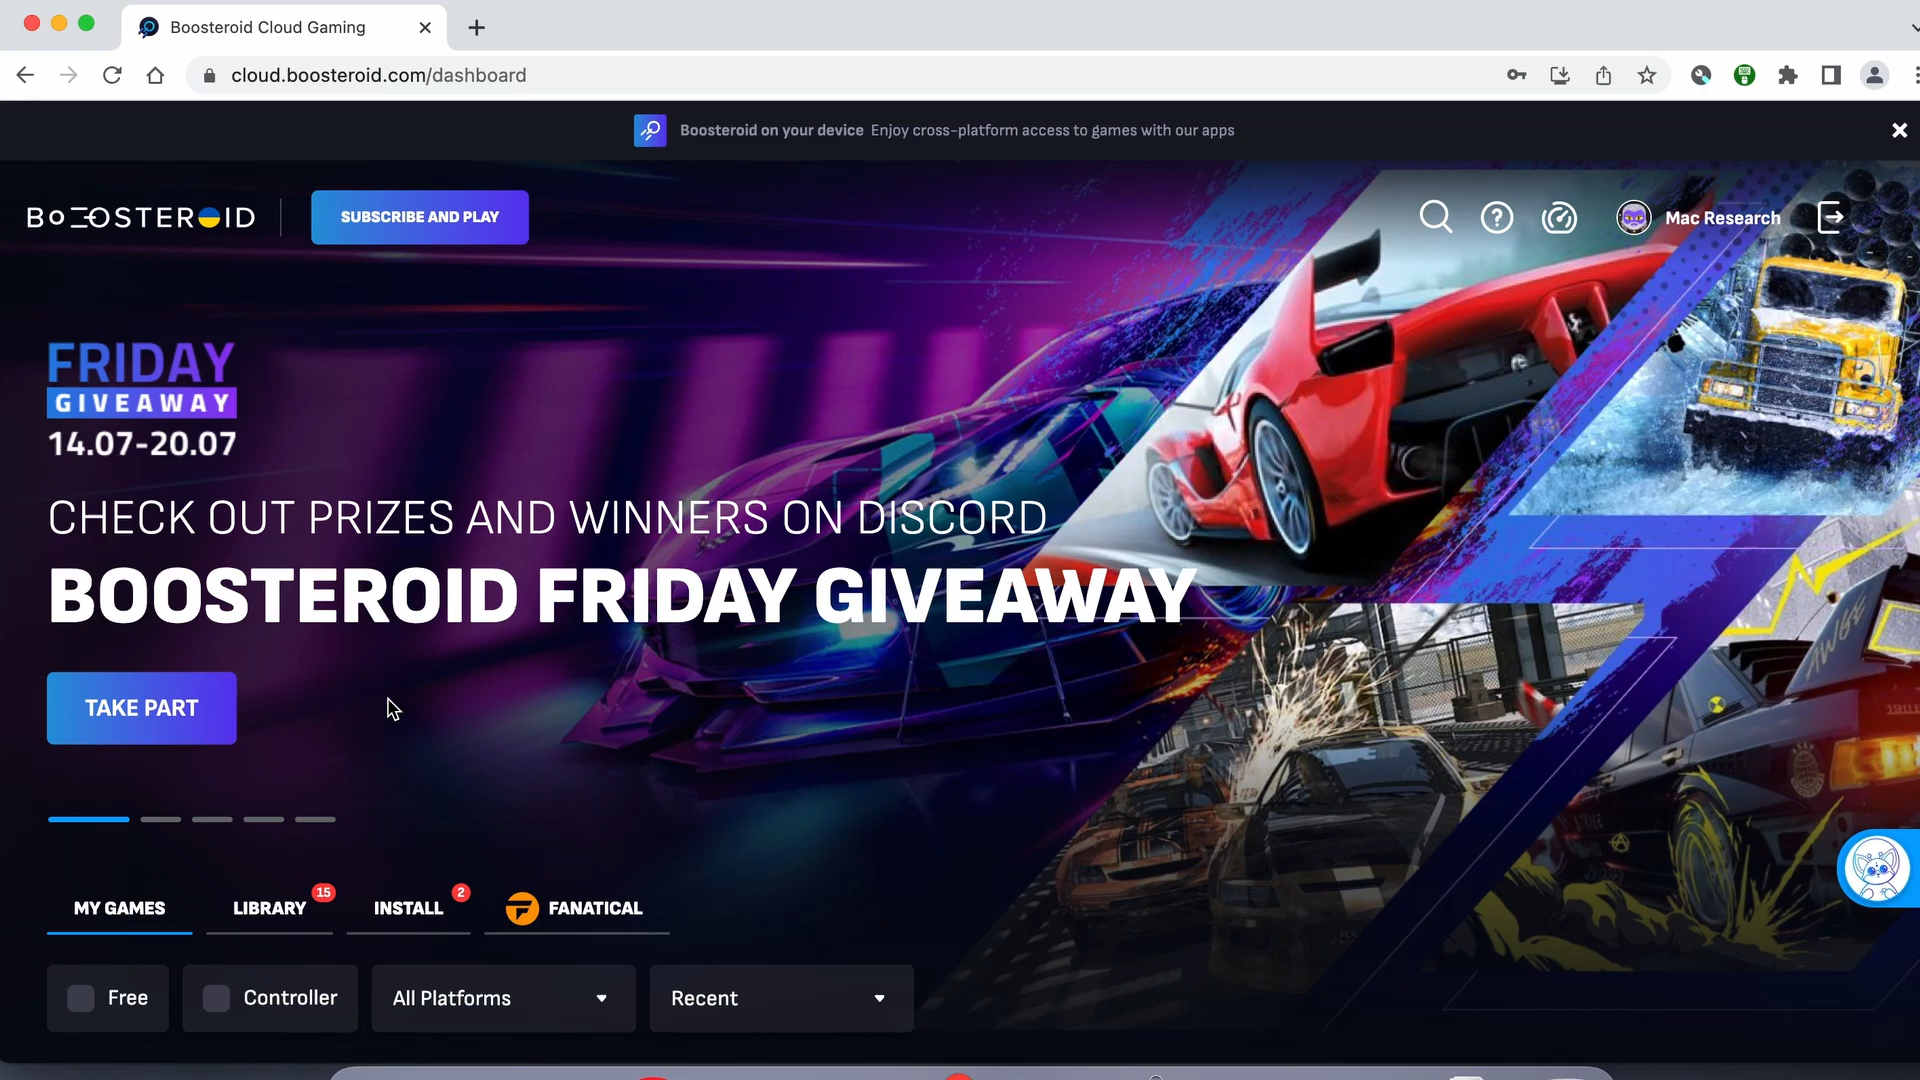 Boosteroid Cloud Gaming
cloud.boosteroid.com/dashboard
Boosteroid on your device Enjoy cross-platform access to games with our apps
BOOSTEROID
SUBSCRIBE AND PLAY
Mac Research
FRIDAY
GIVEAWAY
14.07-20.07
CHECK OUT PRIZES AND WINNERS ON DISCORD
BOOSTEROID FRIDAY GIVEAWAY
TAKE PART
MY GAMES
LIBRARY 15
INSTALL 2
FANATICAL
Free
Controller
All Platforms
Recent